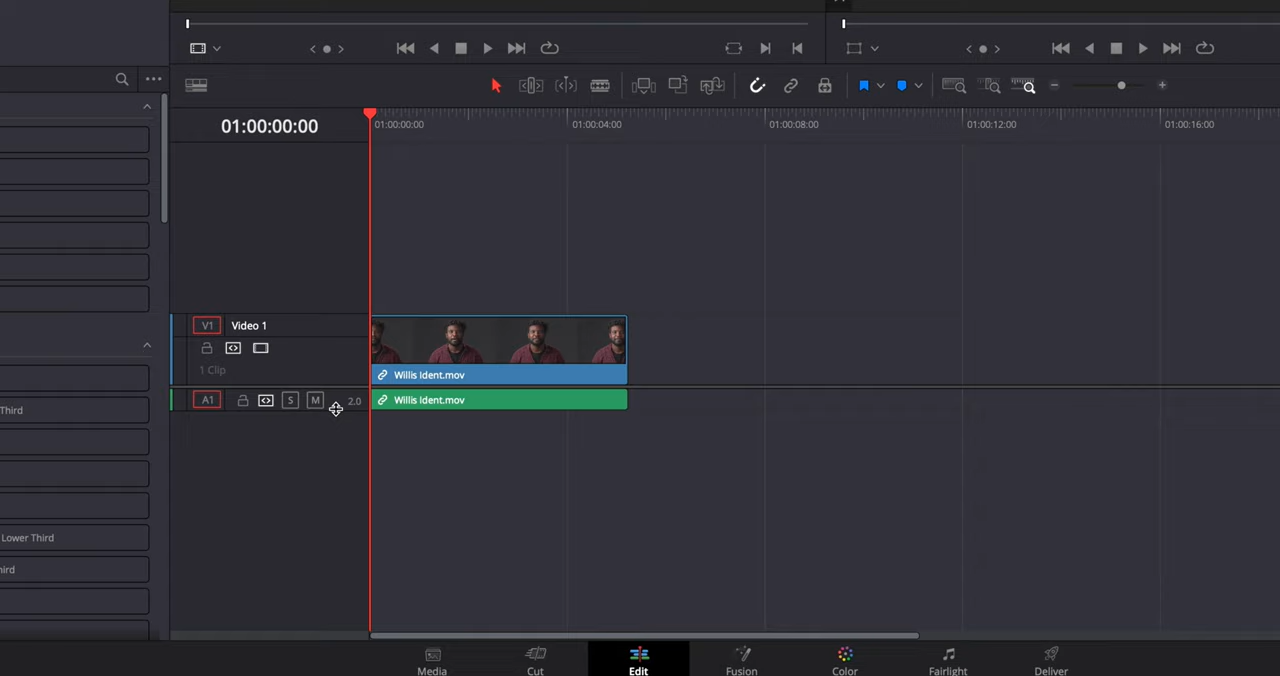 01:00:00:00
01:00:00:00
01:00:04:00
01:00:08:00
01:00:12:00
01:00:16:00
V1 Video 1
1 Clip
Willis Ident.mov
A1 S M 2.0
Willis Ident.mov
Third
Lower Third
hird
Media
Cut
Edit
Fusion
Color
Fairlight
Deliver